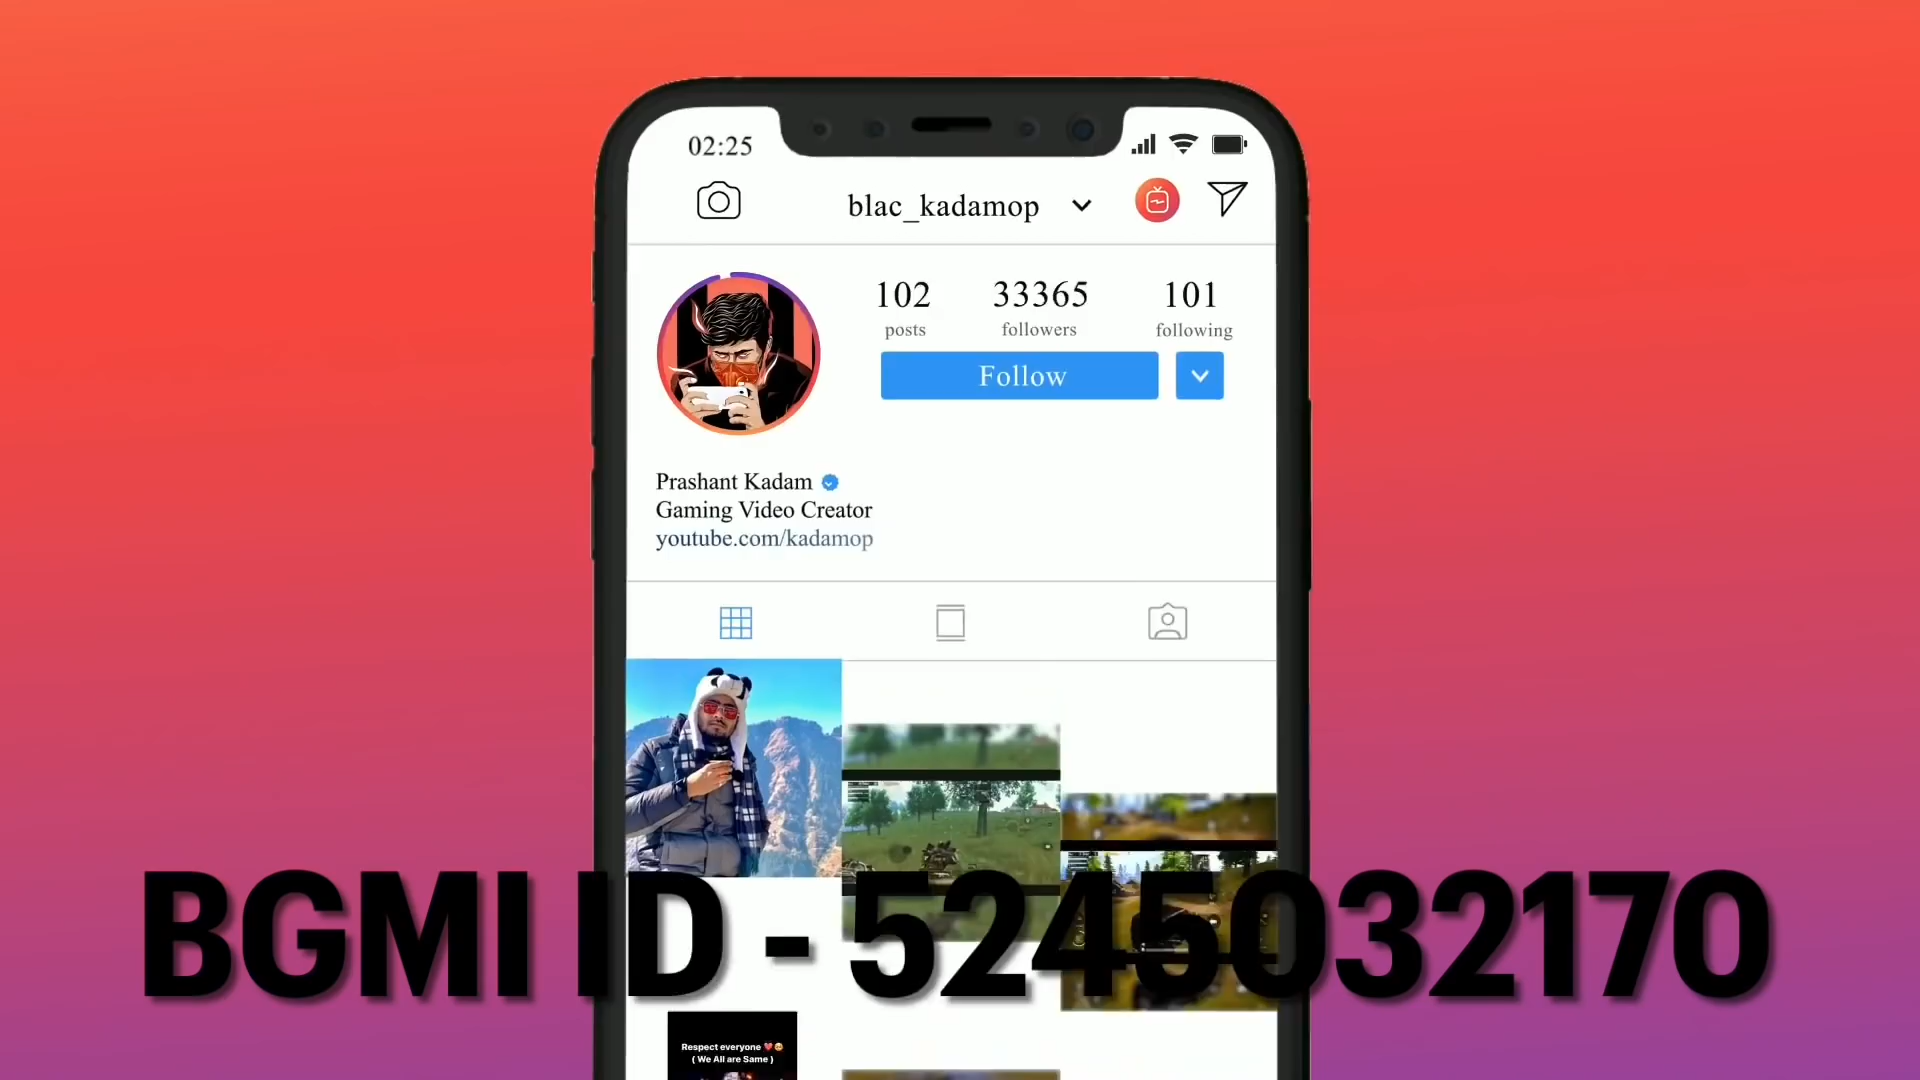 02:25
blac_kadamop
102 33365 101
posts followers following
Follow
Prashant Kadam
Gaming Video Creator
youtube.com/kadamop
BGMI ID - 5245032170
Respect everyone ❤️🥺
( We All are Same )